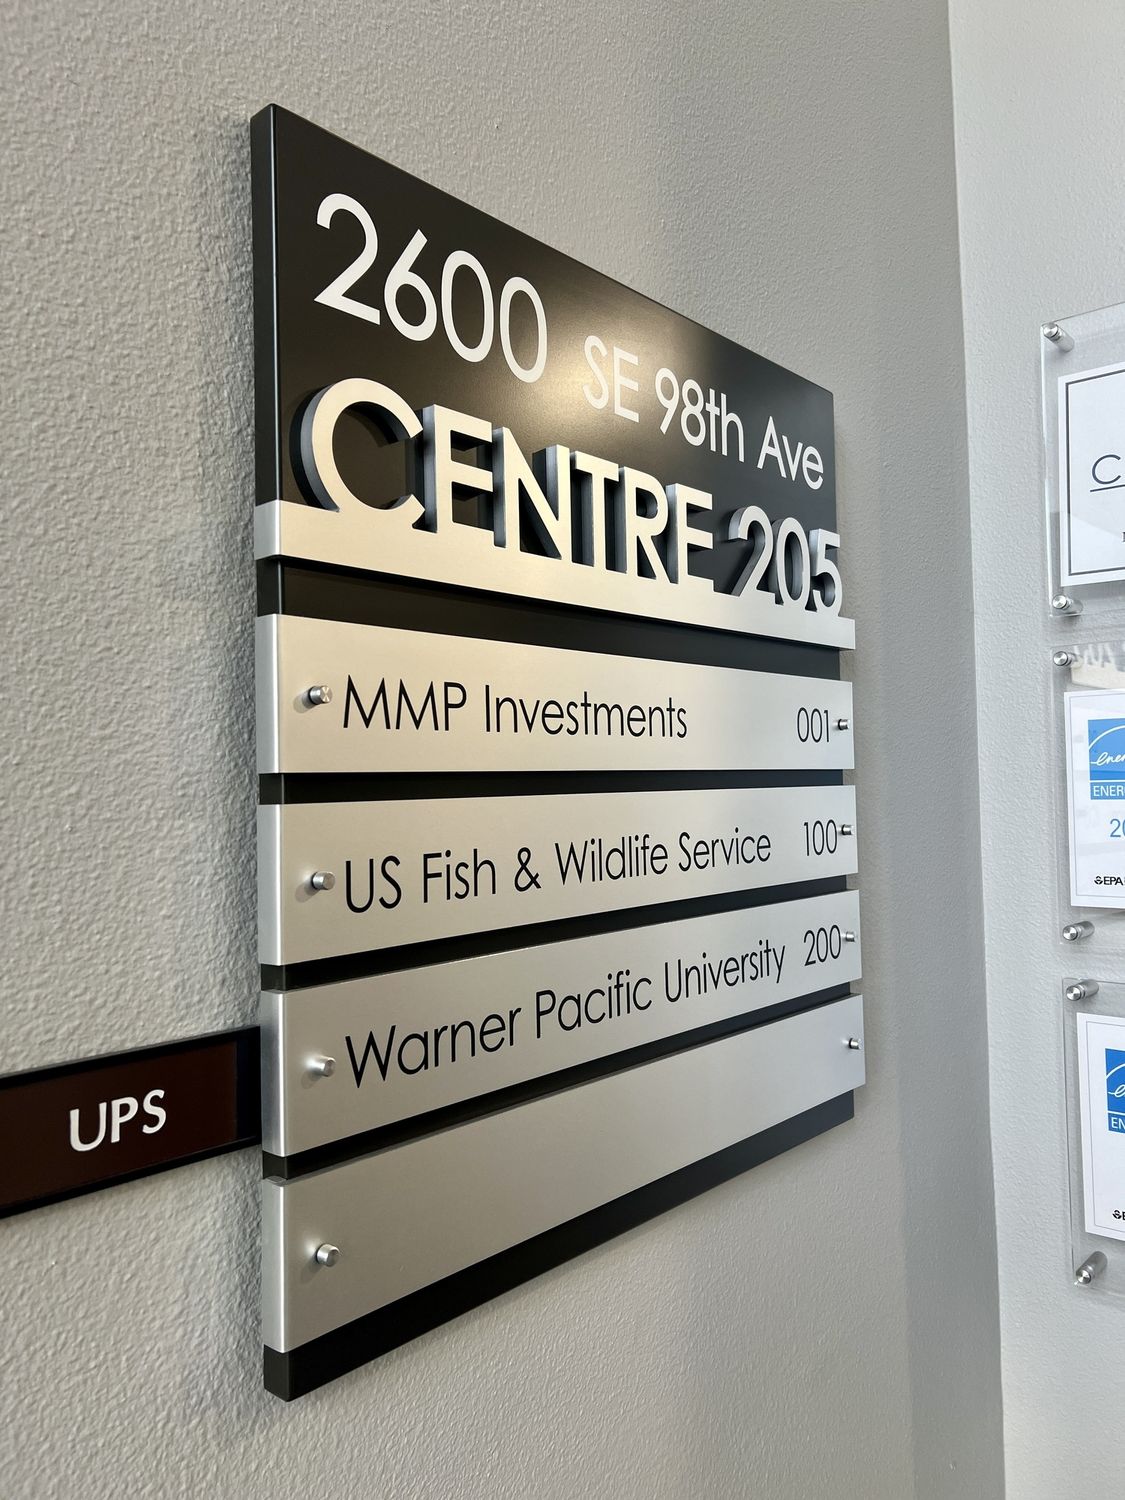 2600 SE 98th Ave
CENTRE 205
MMP Investments 001
US Fish & Wildlife Service 100
Warner Pacific University 200
UPS